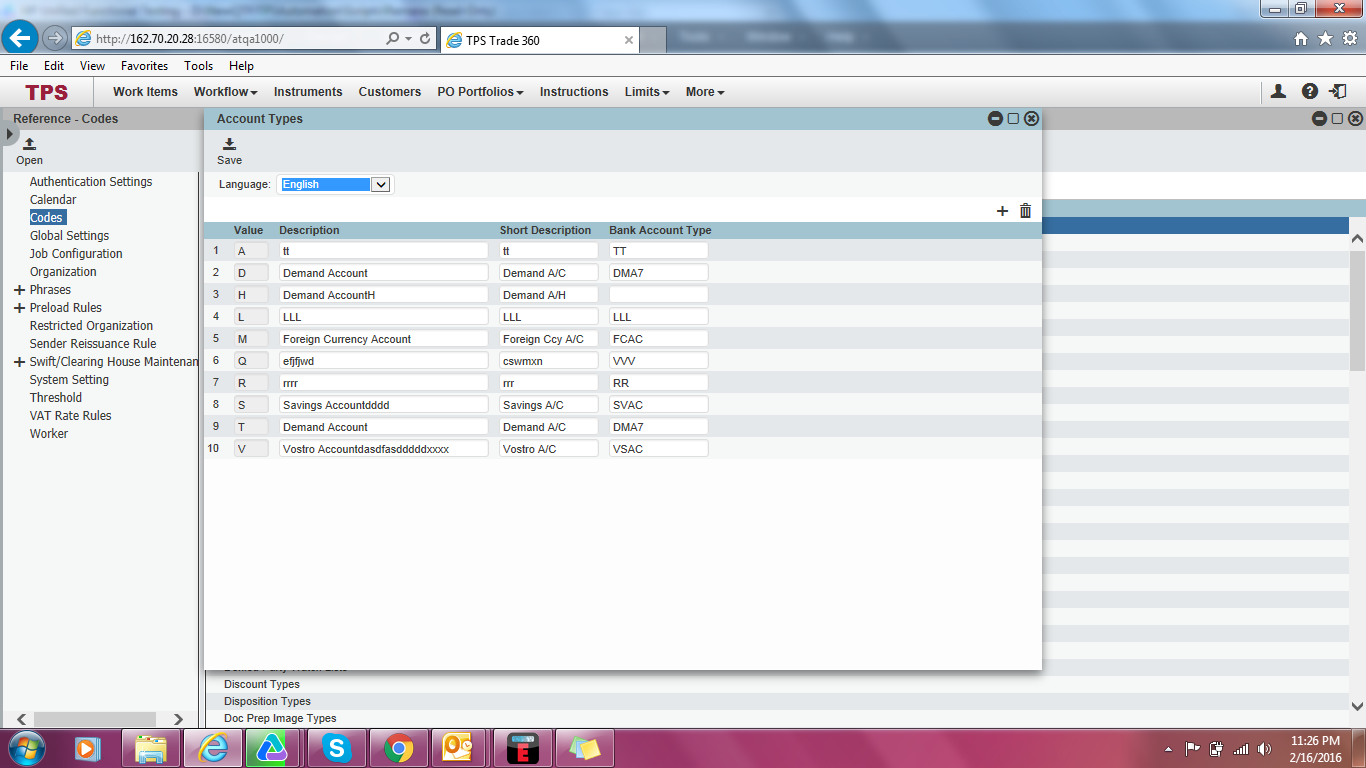 http://162.70.20.28:16580/atqa1000/
TPS Trade 360
File Edit View Favorites Tools Help
TPS
Work Items Workflow Instruments Customers PO Portfolios Instructions Limits More
Reference - Codes
Open
Authentication Settings
Calendar
Codes
Global Settings
Job Configuration
Organization
Phrases
Preload Rules
Restricted Organization
Sender Reissuance Rule
Swift/Clearing House Maintenan
System Setting
Threshold
VAT Rate Rules
Worker
Account Types
Save
Language: English
Value Description Short Description Bank Account Type
1 A tt tt TT
2 D Demand Account Demand A/C DMA7
3 H Demand AccountH Demand A/H
4 L LLL LLL LLL
5 M Foreign Currency Account Foreign Ccy A/C FCAC
6 Q efjfjwd cswmxn VVV
7 R rrrr rrr RR
8 S Savings Accountdddd Savings A/C SVAC
9 T Demand Account Demand A/C DMA7
10 V Vostro Accountdasdfasdddddxxxx Vostro A/C VSAC
Discount Types
Disposition Types
Doc Prep Image Types
11:26 PM
2/16/2016